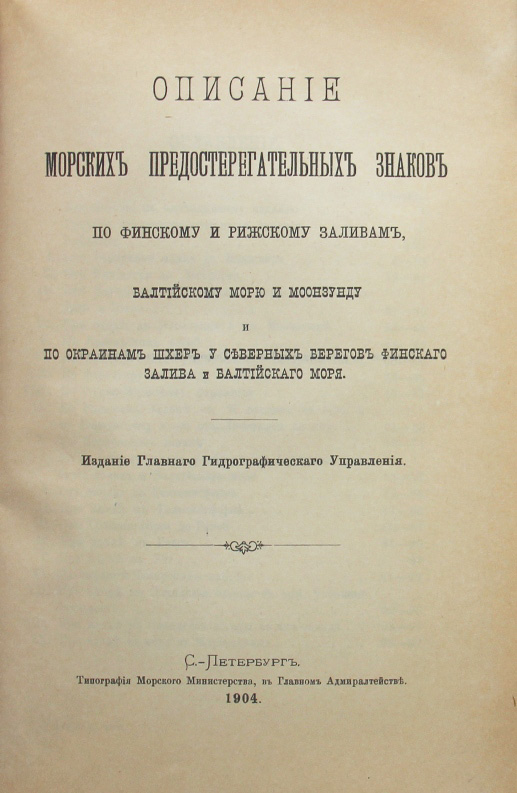 ОПИСАНІЕ
МОРСКИХЪ ПРЕДОСТЕРЕГАТЕЛЬНЫХЪ ЗНАКОВЪ
ПО ФИНСКОМУ И РИЖСКОМУ ЗАЛИВАМЪ,
БАЛТІЙСКОМУ МОРЮ И МООНЗУНДУ
И
ПО ОКРАИНАМЪ ШХЕРЪ У СѢВЕРНЫХЪ БЕРЕГОВЪ ФИНСКАГО
ЗАЛИВА и БАЛТІЙСКАГО МОРЯ.
Изданіе Главнаго Гидрографическаго Управленія.
С.-ПЕТЕРБУРГЪ.
Типографія Морского Министерства, въ Главномъ Адмиралтействѣ.
1904.